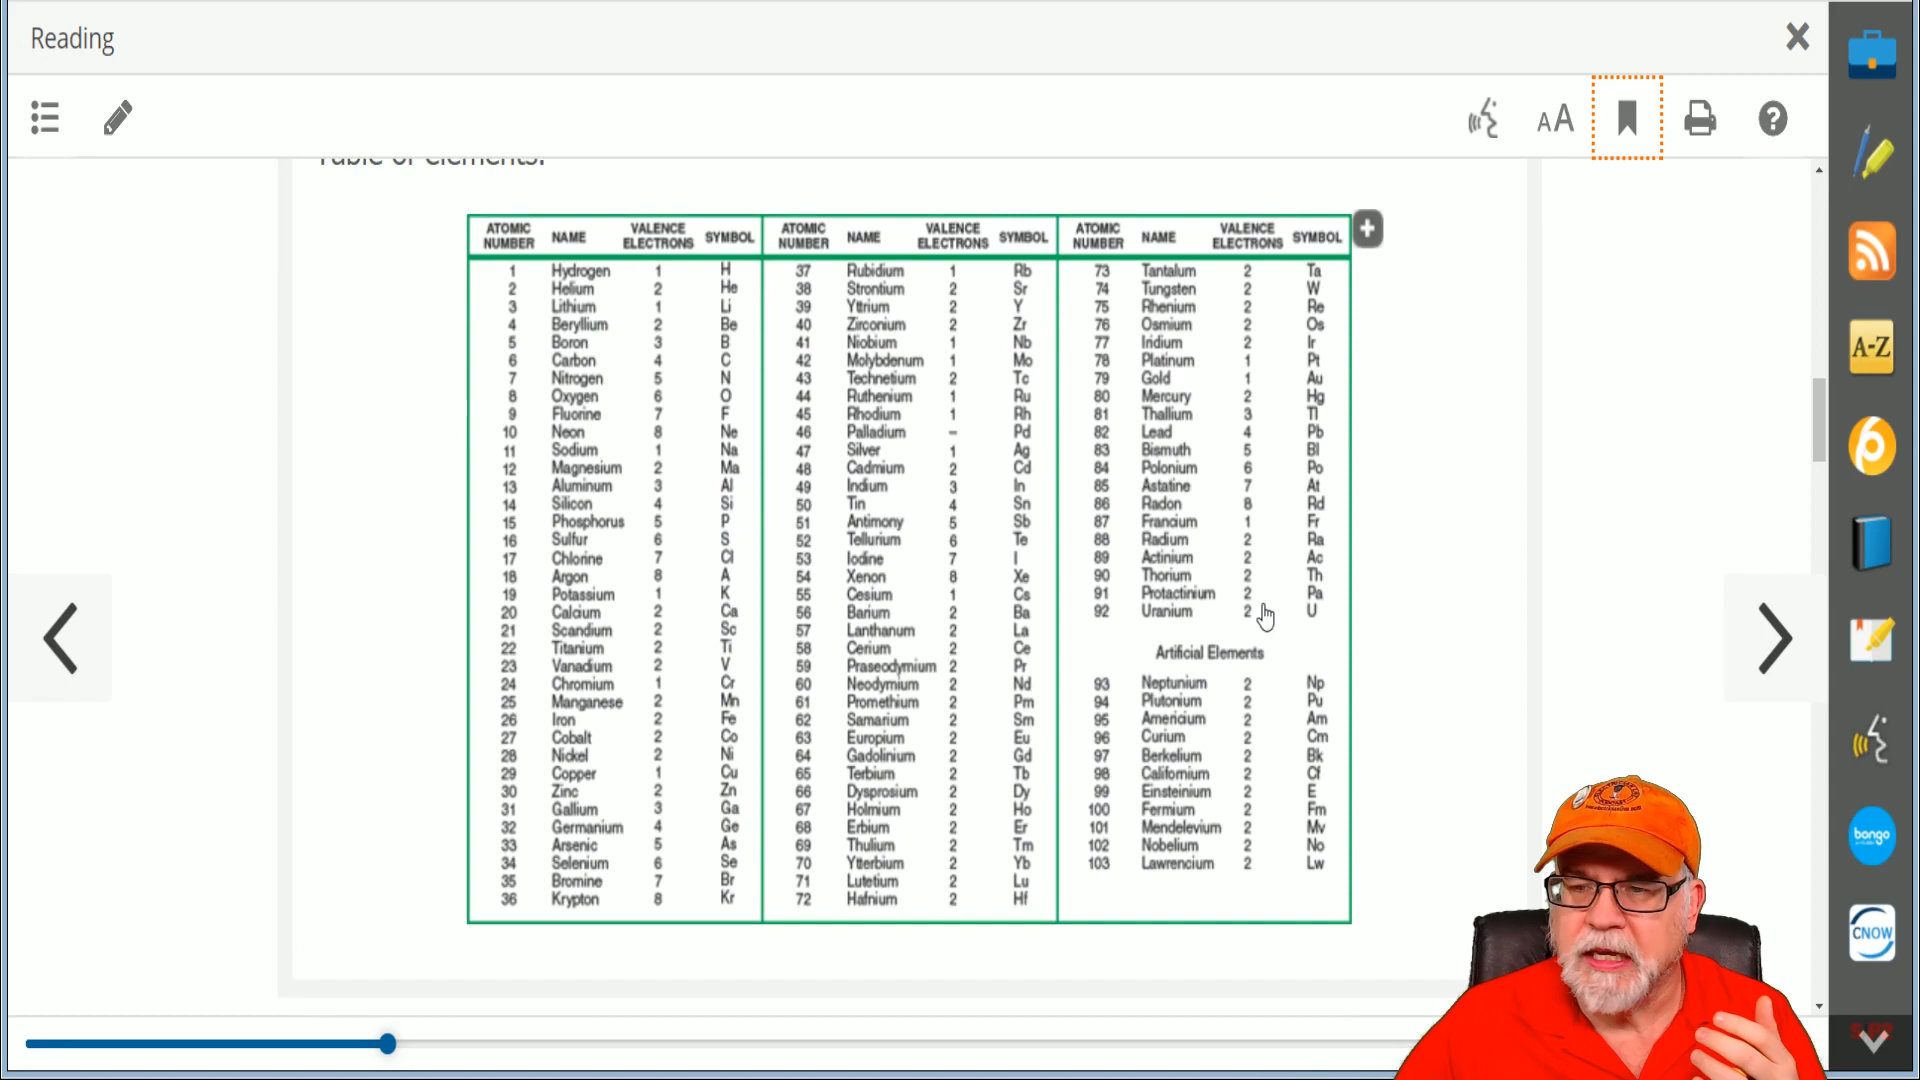 Reading
AA
Table of elements.
ATOMIC NUMBER NAME VALENCE ELECTRONS SYMBOL ATOMIC NUMBER NAME VALENCE ELECTRONS SYMBOL ATOMIC NUMBER NAME VALENCE ELECTRONS SYMBOL
1 Hydrogen 1 H 37 Rubidium 1 Rb 73 Tantalum 2 Ta
2 Helium 2 He 38 Strontium 2 Sr 74 Tungsten 2 W
3 Lithium 1 Li 39 Yttrium 2 Y 75 Rhenium 2 Re
4 Beryllium 2 Be 40 Zirconium 2 Zr 76 Osmium 2 Os
5 Boron 3 B 41 Niobium 1 Nb 77 Iridium 2 Ir
6 Carbon 4 C 42 Molybdenum 1 Mo 78 Platinum 1 Pt
7 Nitrogen 5 N 43 Technetium 2 Tc 79 Gold 1 Au
8 Oxygen 6 O 44 Ruthenium 1 Ru 80 Mercury 2 Hg
9 Fluorine 7 F 45 Rhodium 1 Rh 81 Thallium 3 Tl
10 Neon 8 Ne 46 Palladium – Pd 82 Lead 4 Pb
11 Sodium 1 Na 47 Silver 1 Ag 83 Bismuth 5 BI
12 Magnesium 2 Ma 48 Cadmium 2 Cd 84 Polonium 6 Po
13 Aluminum 3 Al 49 Indium 3 In 85 Astatine 7 At
14 Silicon 4 Si 50 Tin 4 Sn 86 Radon 8 Rd
15 Phosphorus 5 P 51 Antimony 5 Sb 87 Francium 1 Fr
16 Sulfur 6 S 52 Tellurium 6 Te 88 Radium 2 Ra
17 Chlorine 7 Cl 53 Iodine 7 I 89 Actinium 2 Ac
18 Argon 8 A 54 Xenon 8 Xe 90 Thorium 2 Th
19 Potassium 1 K 55 Cesium 1 Cs 91 Protactinium 2 Pa
20 Calcium 2 Ca 56 Barium 2 Ba 92 Uranium 2 U
21 Scandium 2 Sc 57 Lanthanum 2 La
22 Titanium 2 Ti 58 Cerium 2 Ce Artificial Elements
23 Vanadium 2 V 59 Praseodymium 2 Pr
24 Chromium 1 Cr 60 Neodymium 2 Nd 93 Neptunium 2 Np
25 Manganese 2 Mn 61 Promethium 2 Pm 94 Plutonium 2 Pu
26 Iron 2 Fe 62 Samarium 2 Sm 95 Americium 2 Am
27 Cobalt 2 Co 63 Europium 2 Eu 96 Curium 2 Cm
28 Nickel 2 Ni 64 Gadolinium 2 Gd 97 Berkelium 2 Bk
29 Copper 1 Cu 65 Terbium 2 Tb 98 Californium 2 Cf
30 Zinc 2 Zn 66 Dysprosium 2 Dy 99 Einsteinium 2 E
31 Gallium 3 Ga 67 Holmium 2 Ho 100 Fermium 2 Fm
32 Germanium 4 Ge 68 Erbium 2 Er 101 Mendelevium 2 Mv
33 Arsenic 5 As 69 Thulium 2 Tm 102 Nobelium 2 No
34 Selenium 6 Se 70 Ytterbium 2 Yb 103 Lawrencium 2 Lw
35 Bromine 7 Br 71 Lutetium 2 Lu
36 Krypton 8 Kr 72 Hafnium 2 Hf
A-Z
bongo
CNOW